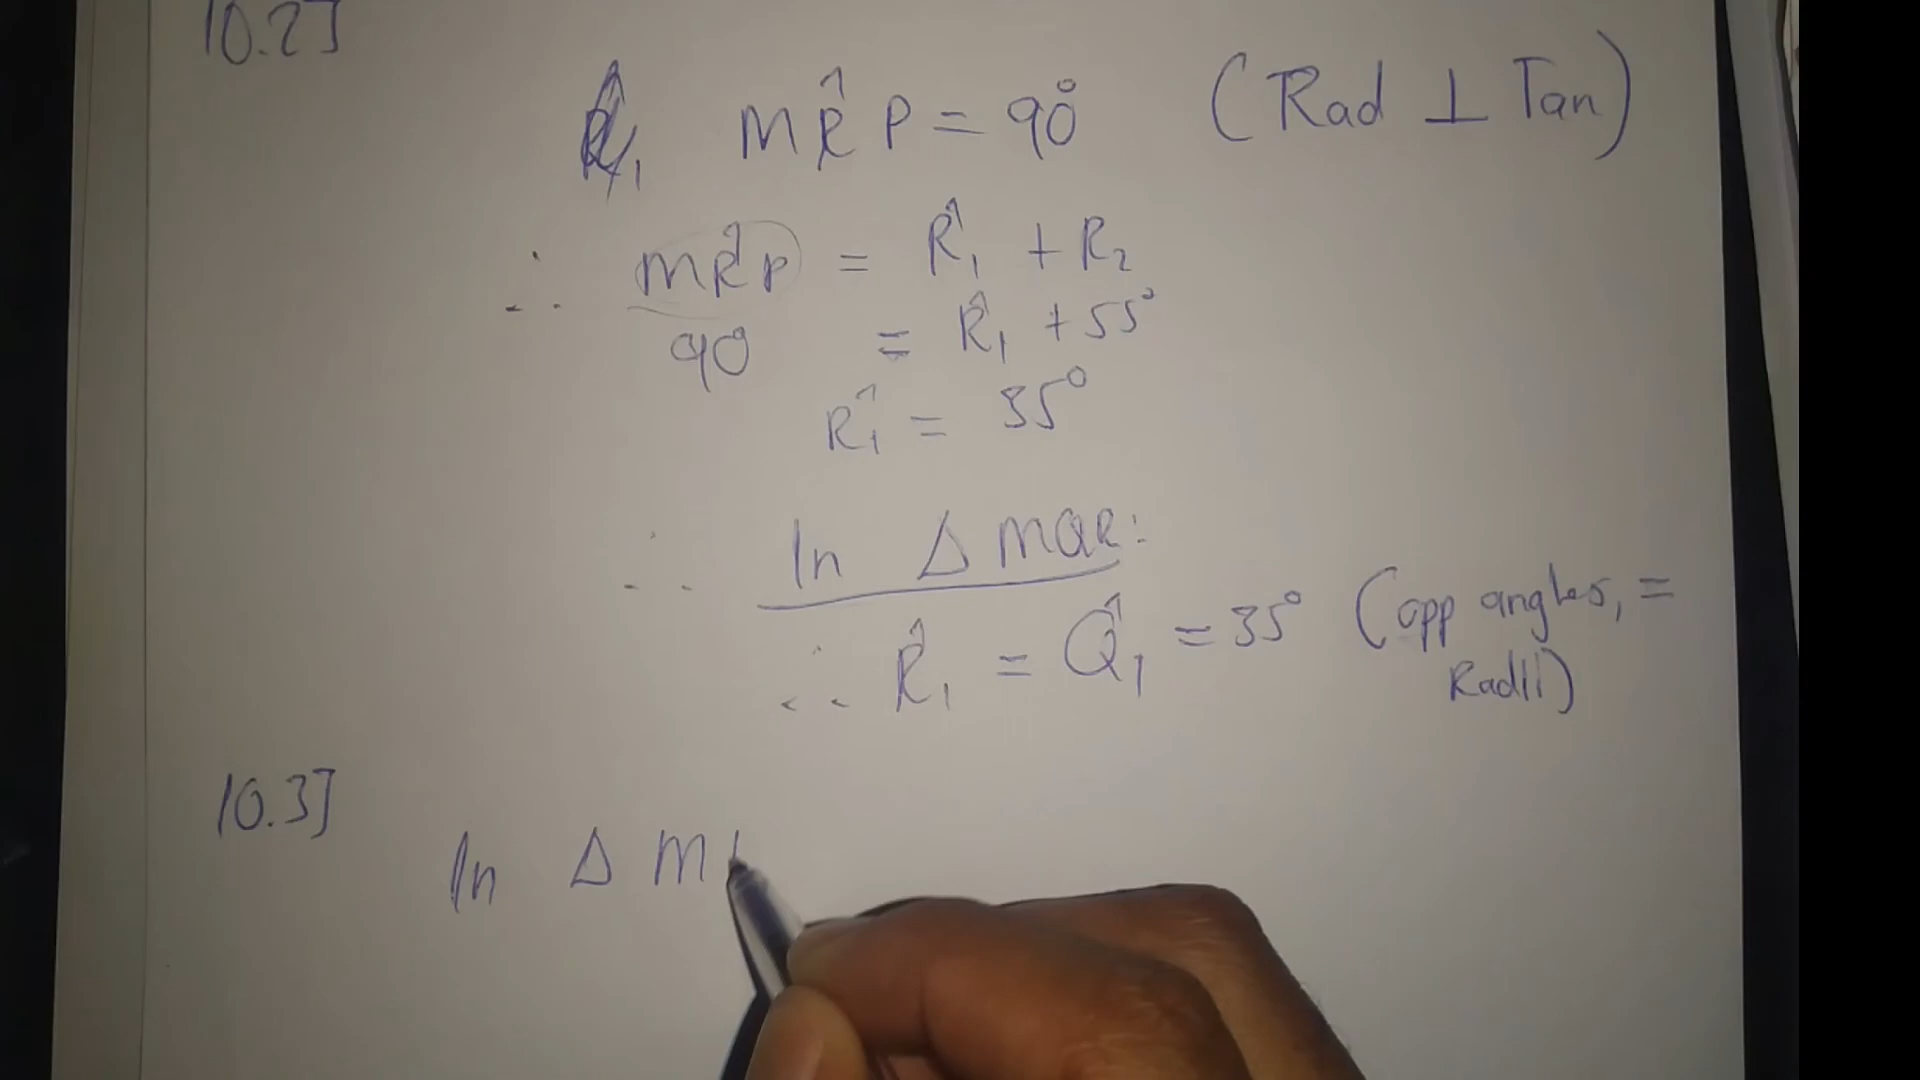 10.2]
MR̂P = 90° (Rad ⊥ Tan)
∴ MR̂P = R̂₁ + R₂
90° = R̂₁ + 55°
R̂₁ = 35°
∴ In Δ MQR:
∴ R̂₁ = Q̂₁ = 35° (opp angles, =
Radii)
10.3]
In Δ M